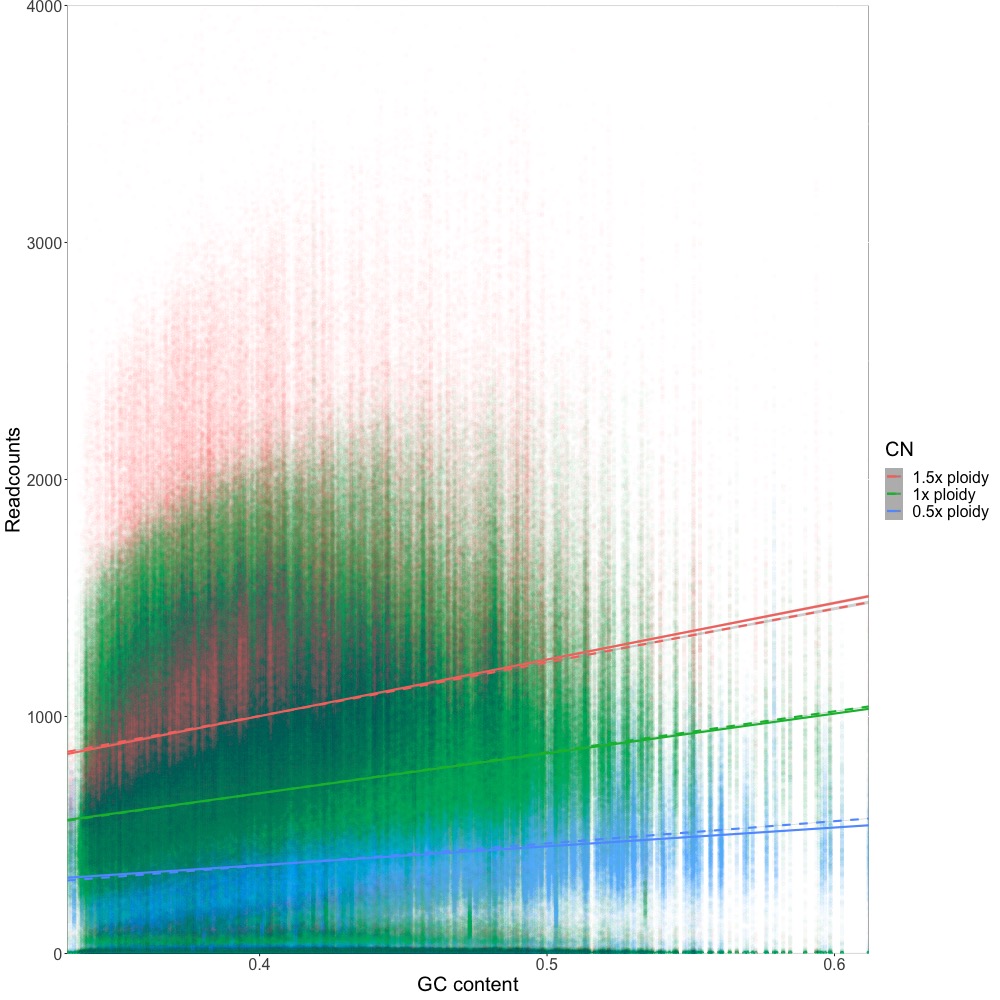 4000
3000
2000
1000
0
Readcounts
0.4
0.5
0.6
GC content
CN
1.5x ploidy
1x ploidy
0.5x ploidy